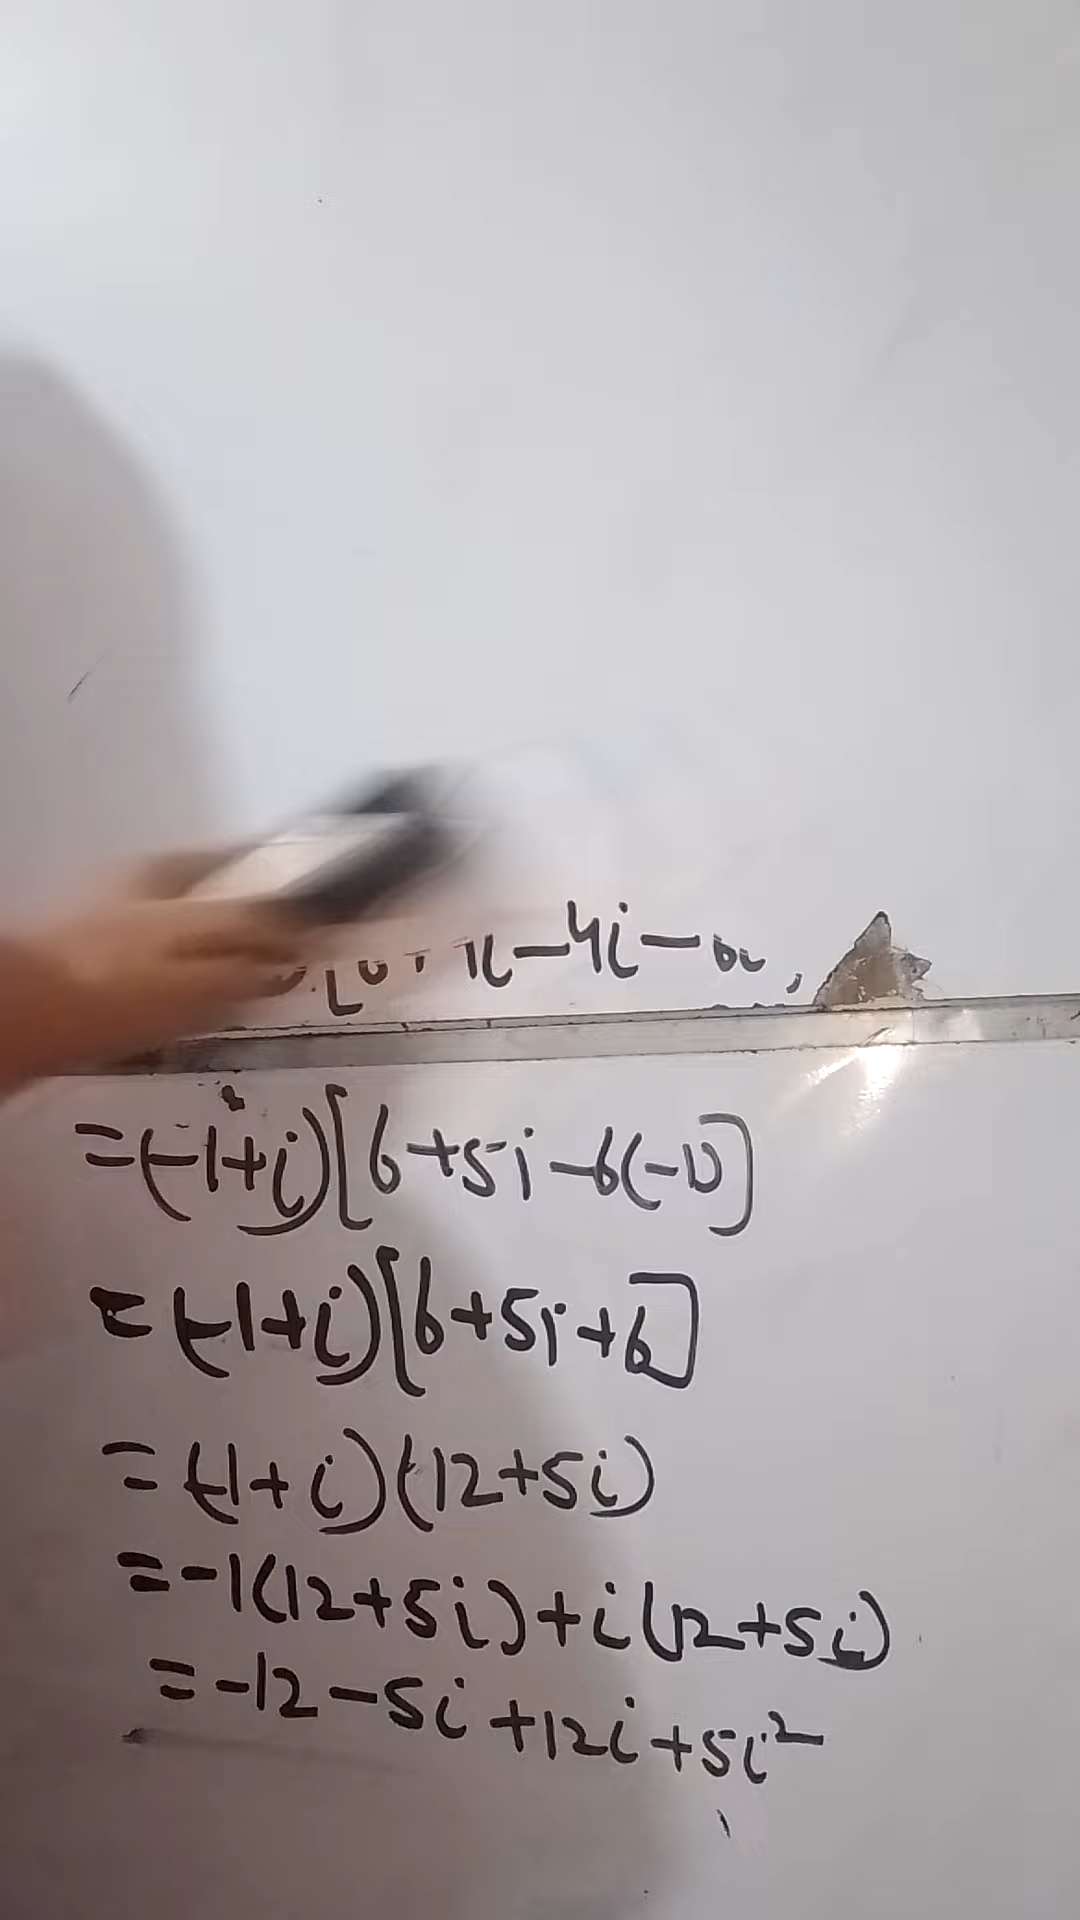 -4i-
=(-1+i)[6+5i-6(-1)]
=(-1+i)[6+5i+6]
=(-1+i)(12+5i)
=-1(12+5i)+i(12+5i)
=-12-5i+12i+5i²